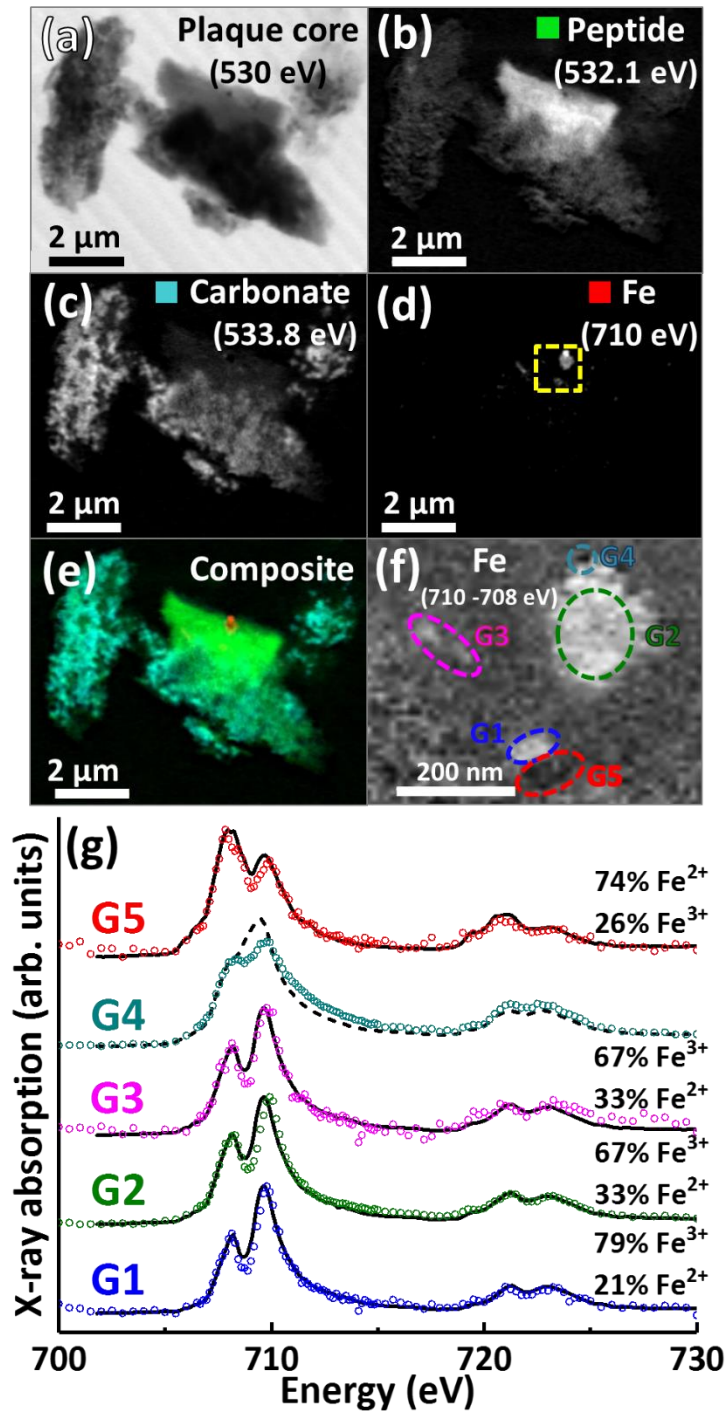 (a) Plaque core
(530 eV)
2 µm
(b) Peptide
(532.1 eV)
2 µm
(c) Carbonate
(533.8 eV)
2 µm
(d) Fe
(710 eV)
2 µm
(e) Composite
2 µm
(f) Fe
(710 -708 eV)
G4
G3
G2
G1
G5
200 nm
(g)
X-ray absorption (arb. units)
74% Fe²⁺
G5 26% Fe³⁺
G4
67% Fe³⁺
G3 33% Fe²⁺
67% Fe³⁺
G2 33% Fe²⁺
79% Fe³⁺
G1 21% Fe²⁺
700 710 720 730
Energy (eV)